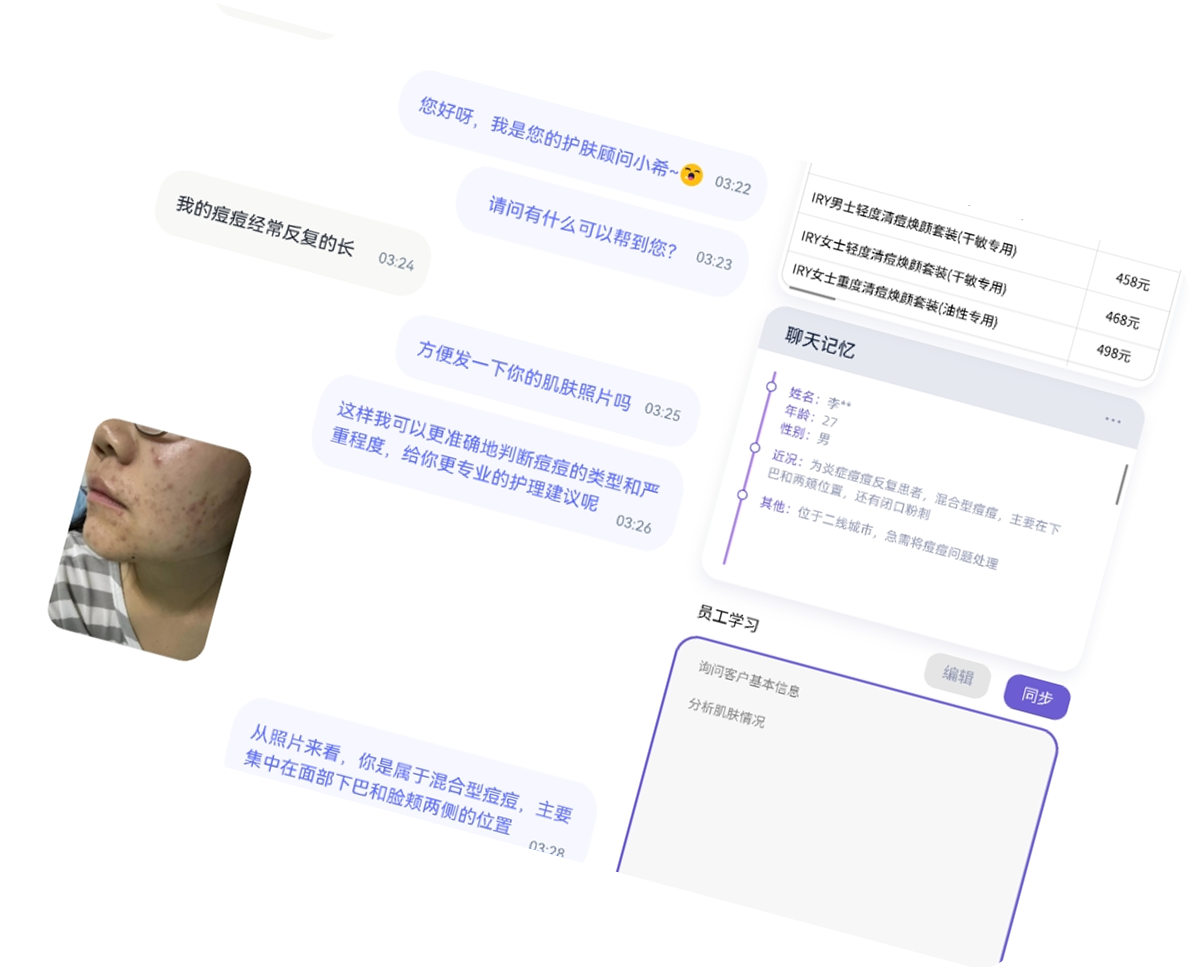 您好呀，我是您的护肤顾问小希~😲 03:22
请问有什么可以帮到您？ 03:23
我的痘痘经常反复的长 03:24
方便发一下你的肌肤照片吗 03:25
这样我可以更准确地判断痘痘的类型和严
重程度，给你更专业的护理建议呢
03:26
从照片来看，你是属于混合型痘痘，主要
集中在面部下巴和脸颊两侧的位置
03:28
IRY男士轻度清痘焕颜套装(干敏专用) 458元
IRY女士轻度清痘焕颜套装(干敏专用) 468元
IRY女士重度清痘焕颜套装(油性专用) 498元
聊天记忆
姓名：李**
年龄：27
性别：男
近况：为炎症痘痘反复患者，混合型痘痘，主要在下
巴和两颊位置，还有闭口粉刺
其他：位于二线城市，急需将痘痘问题处理
员工学习
编辑 同步
询问客户基本信息
分析肌肤情况